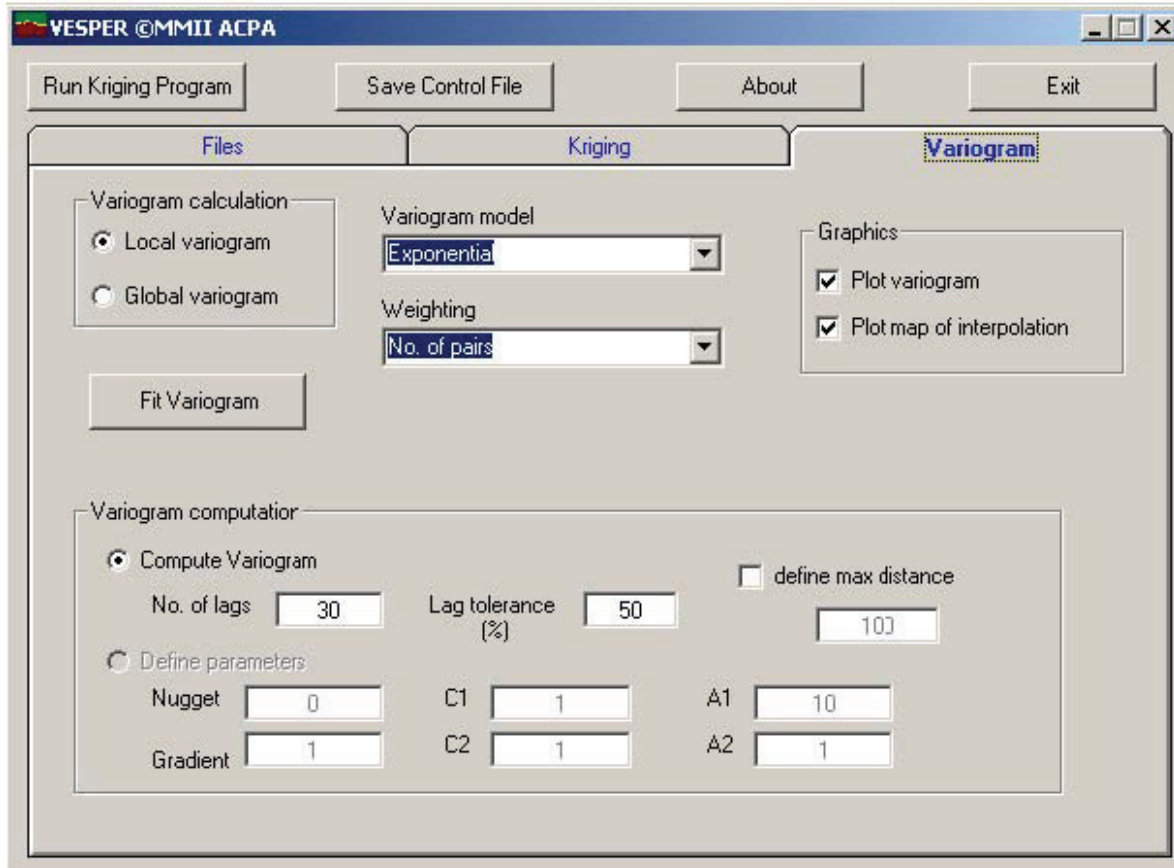 VESPER ©MMII ACPA
Run Kriging Program Save Control File About Exit
Files Kriging Variogram
Variogram calculation
Local variogram
Global variogram
Variogram model
Exponential
Weighting
No. of pairs
Graphics
Plot variogram
Plot map of interpolation
Fit Variogram
Variogram computatior
Compute Variogram
No. of lags 30 Lag tolerance 50
(%)
define max distance
100
Define parameters
Nugget 0 C1 1 A1 10
Gradient 1 C2 1 A2 1